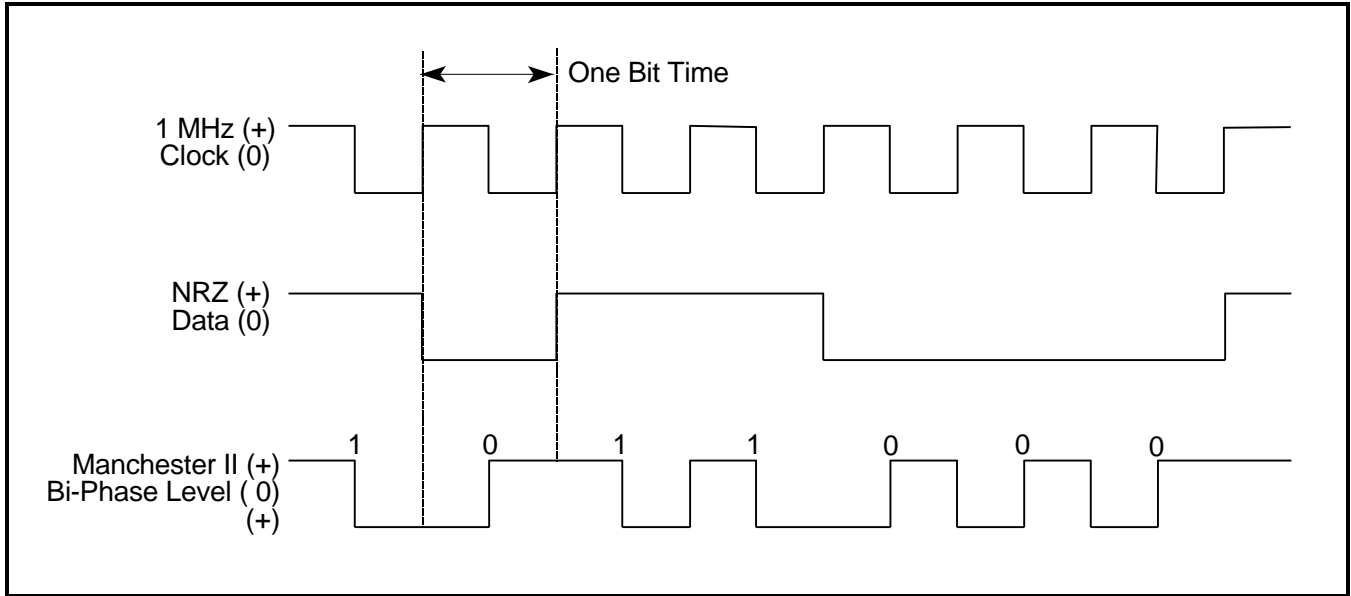 One Bit Time
1 MHz (+)
Clock (0)
NRZ (+)
Data (0)
1 0 1 1 0 0 0
Manchester II (+)
Bi-Phase Level ( 0)
(+)